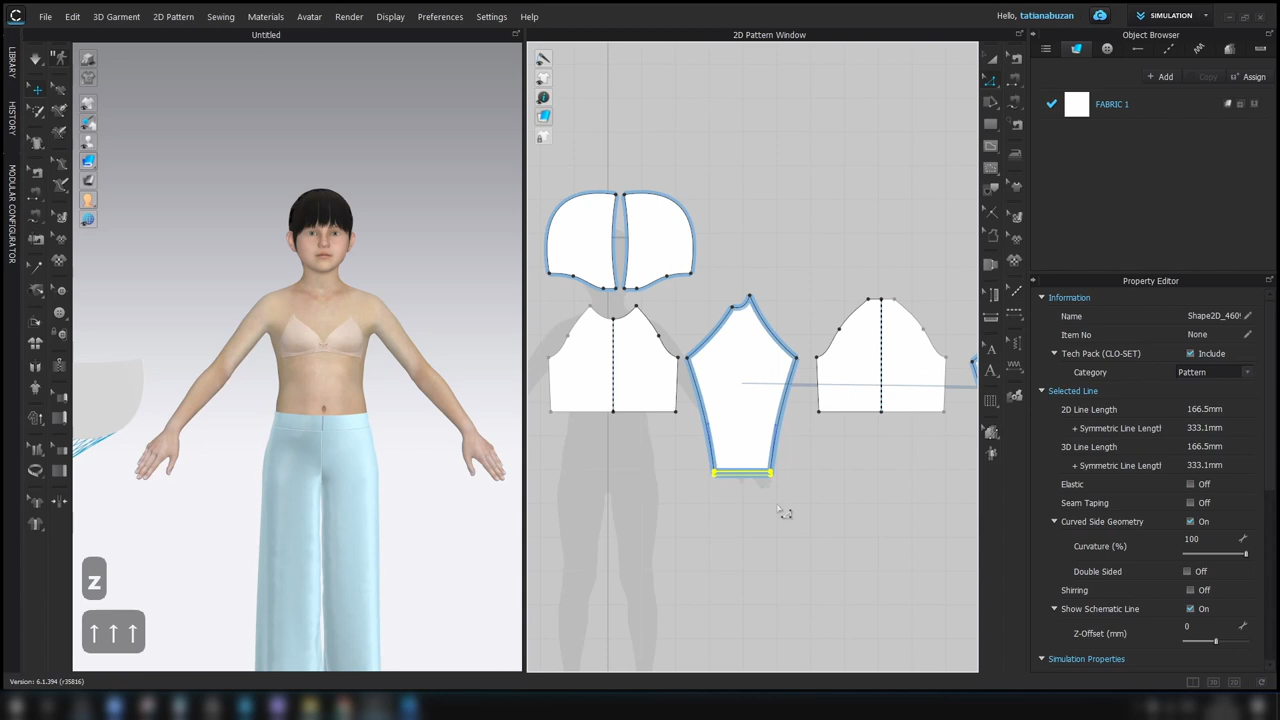 File Edit 3D Garment 2D Pattern Sewing Materials Avatar Render Display Preferences Settings Help
Hello, tatianabuzan
SIMULATION
Untitled
2D Pattern Window
Object Browser
LIBRARY
HISTORY
MODULAR CONFIGURATOR
+ Add
Copy
Assign
FABRIC 1
Property Editor
Information
Name Shape2D_460
Item No None
Tech Pack (CLO-SET) Include
Category Pattern
Selected Line
2D Line Length 166.5mm
+ Symmetric Line Lengt 333.1mm
3D Line Length 166.5mm
+ Symmetric Line Lengt 333.1mm
Elastic Off
Seam Taping Off
Curved Side Geometry On
Curvature (%) 100
Double Sided Off
Shirring Off
Show Schematic Line On
Z-Offset (mm) 0
Simulation Properties
z
↑ ↑ ↑
Version: 6.1.394 (r35816)
3D
2D